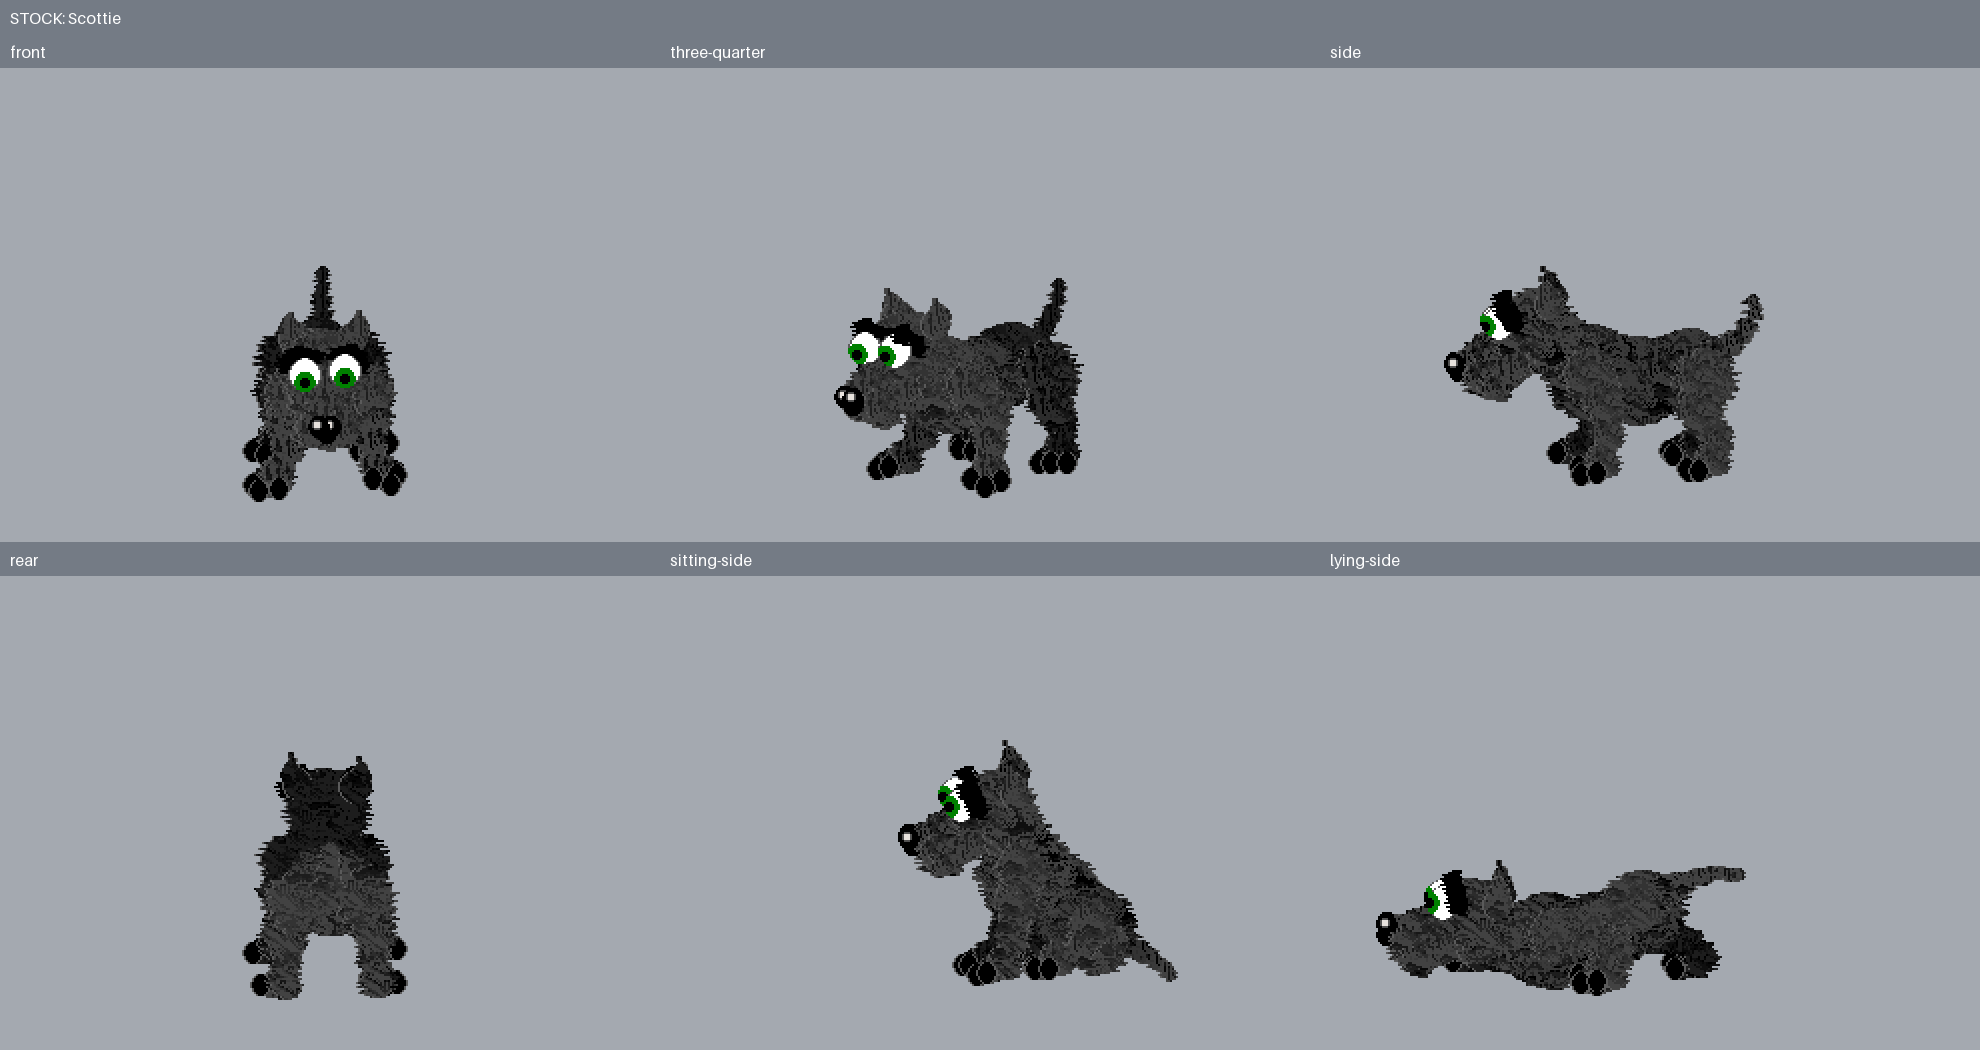 STOCK: Scottie
front
three-quarter
side
rear
sitting-side
lying-side